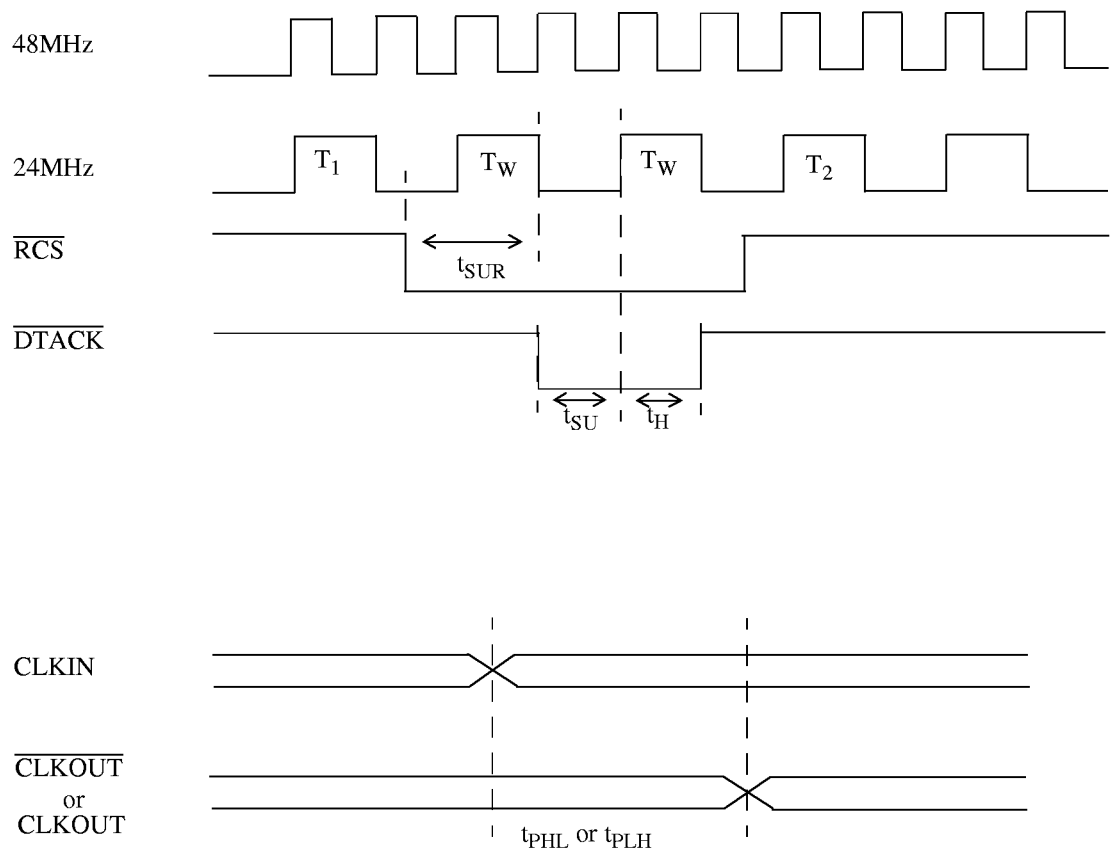 48MHz
24MHz
T1
TW
TW
T2
RCS
tSUR
DTACK
tSU
tH
CLKIN
CLKOUT
or
CLKOUT
tPHL or tPLH